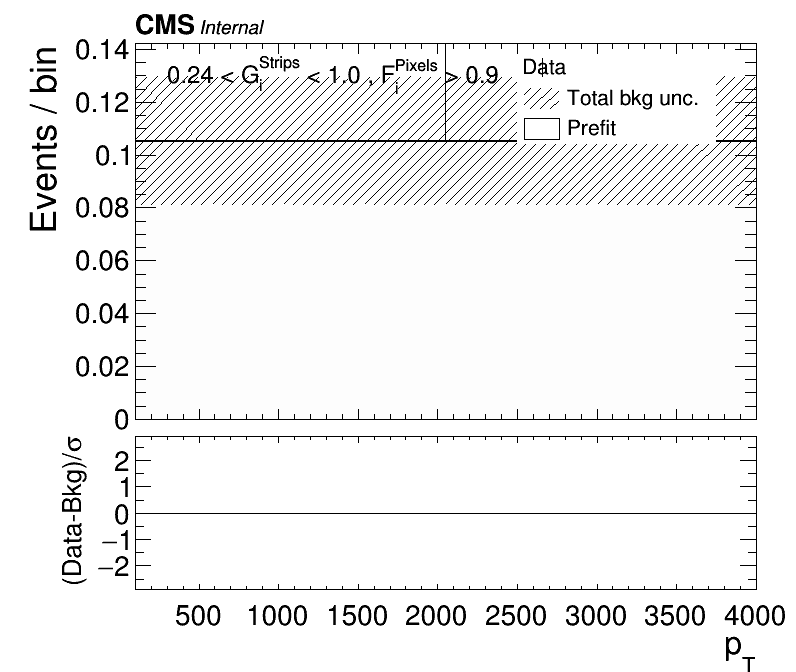 CMS Internal
0.24 < G_i^Strips < 1.0 , F_i^Pixels > 0.9
Data
Total bkg unc.
Prefit
Events / bin
0.14
0.12
0.1
0.08
0.06
0.04
0.02
0
(Data-Bkg)/σ
2
1
0
−1
−2
500 1000 1500 2000 2500 3000 3500 4000
p_T